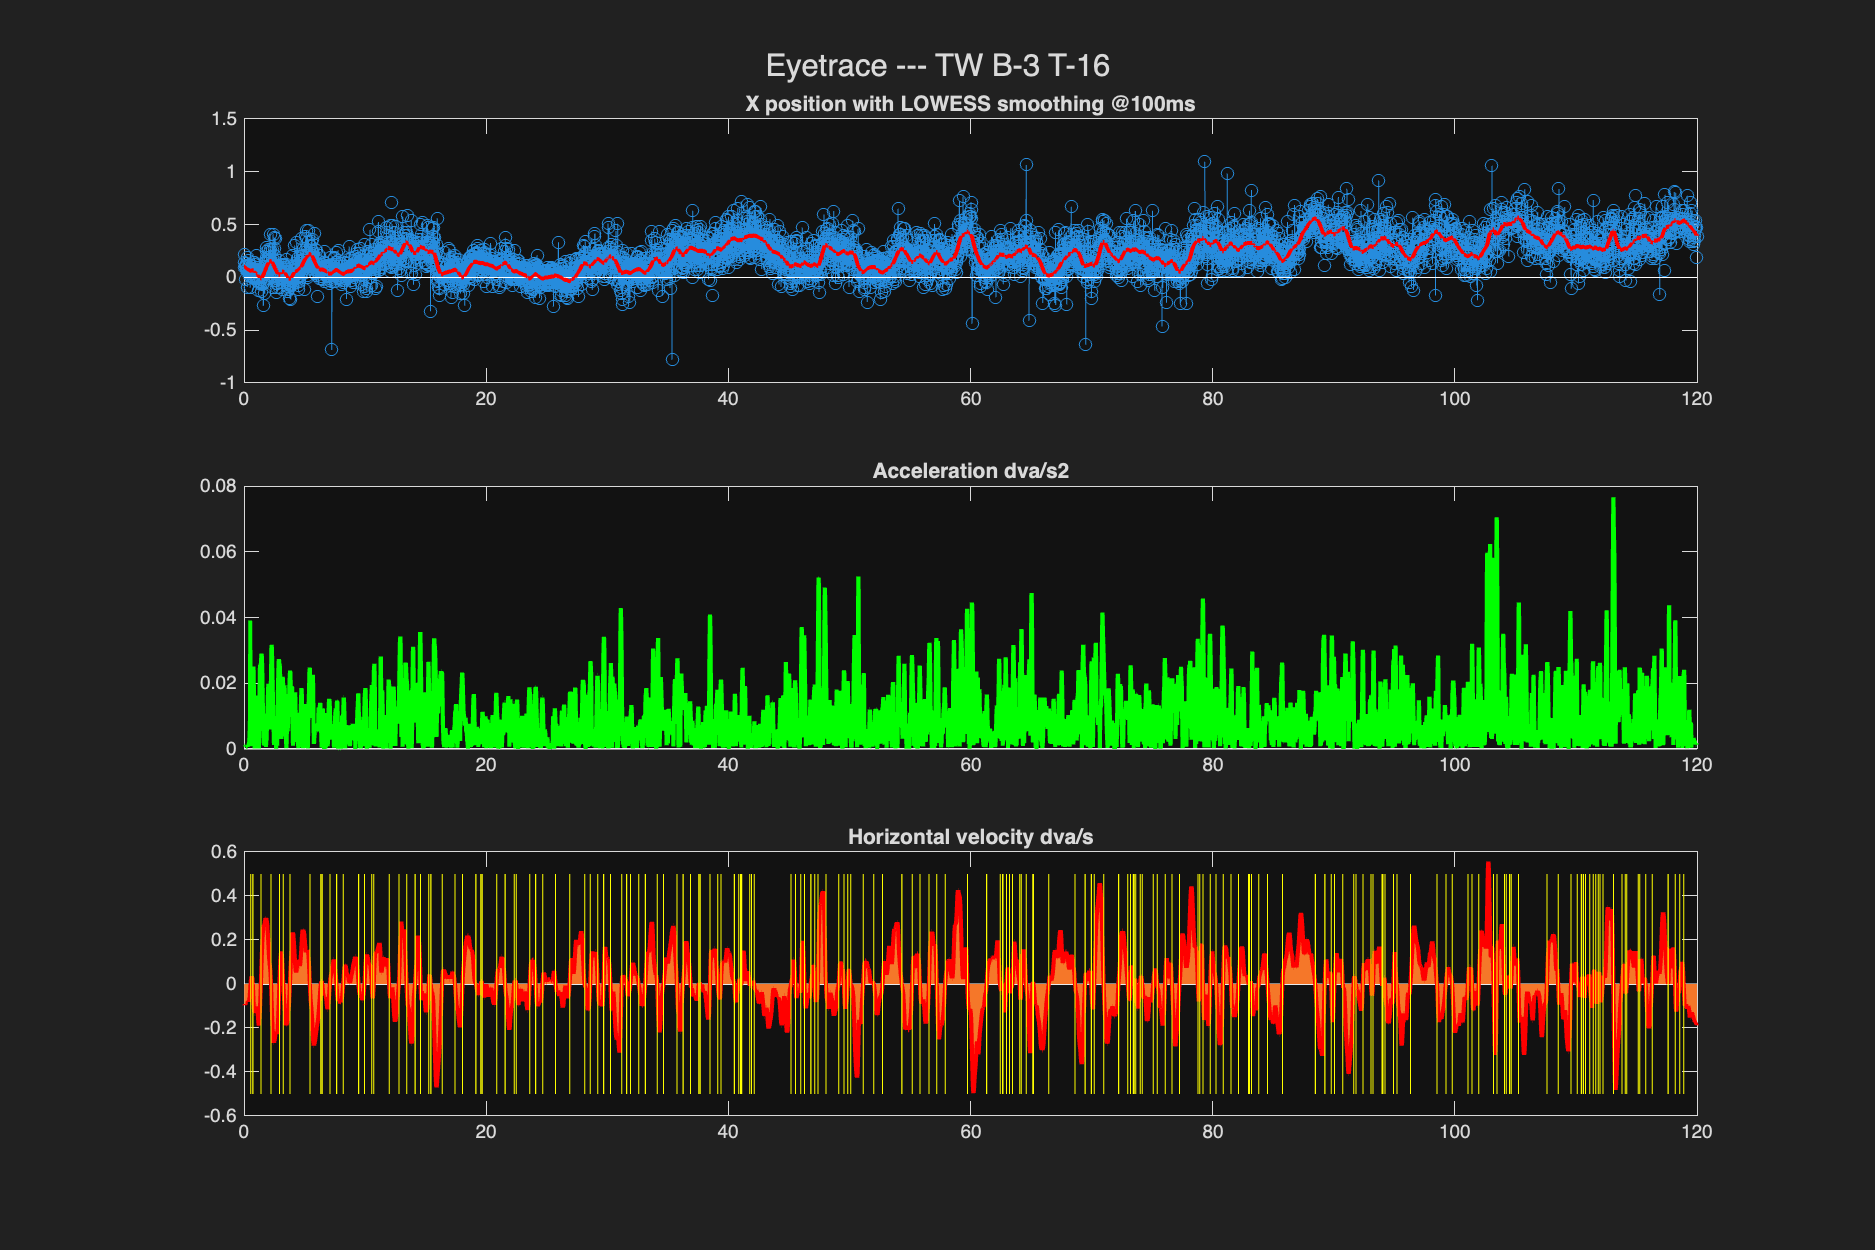 Eyetrace --- TW B-3 T-16
X position with LOWESS smoothing @100ms
1.5
1
0.5
0
-0.5
-1
0 20 40 60 80 100 120
Acceleration dva/s2
0.08
0.06
0.04
0.02
0
0 20 40 60 80 100 120
Horizontal velocity dva/s
0.6
0.4
0.2
0
-0.2
-0.4
-0.6
0 20 40 60 80 100 120